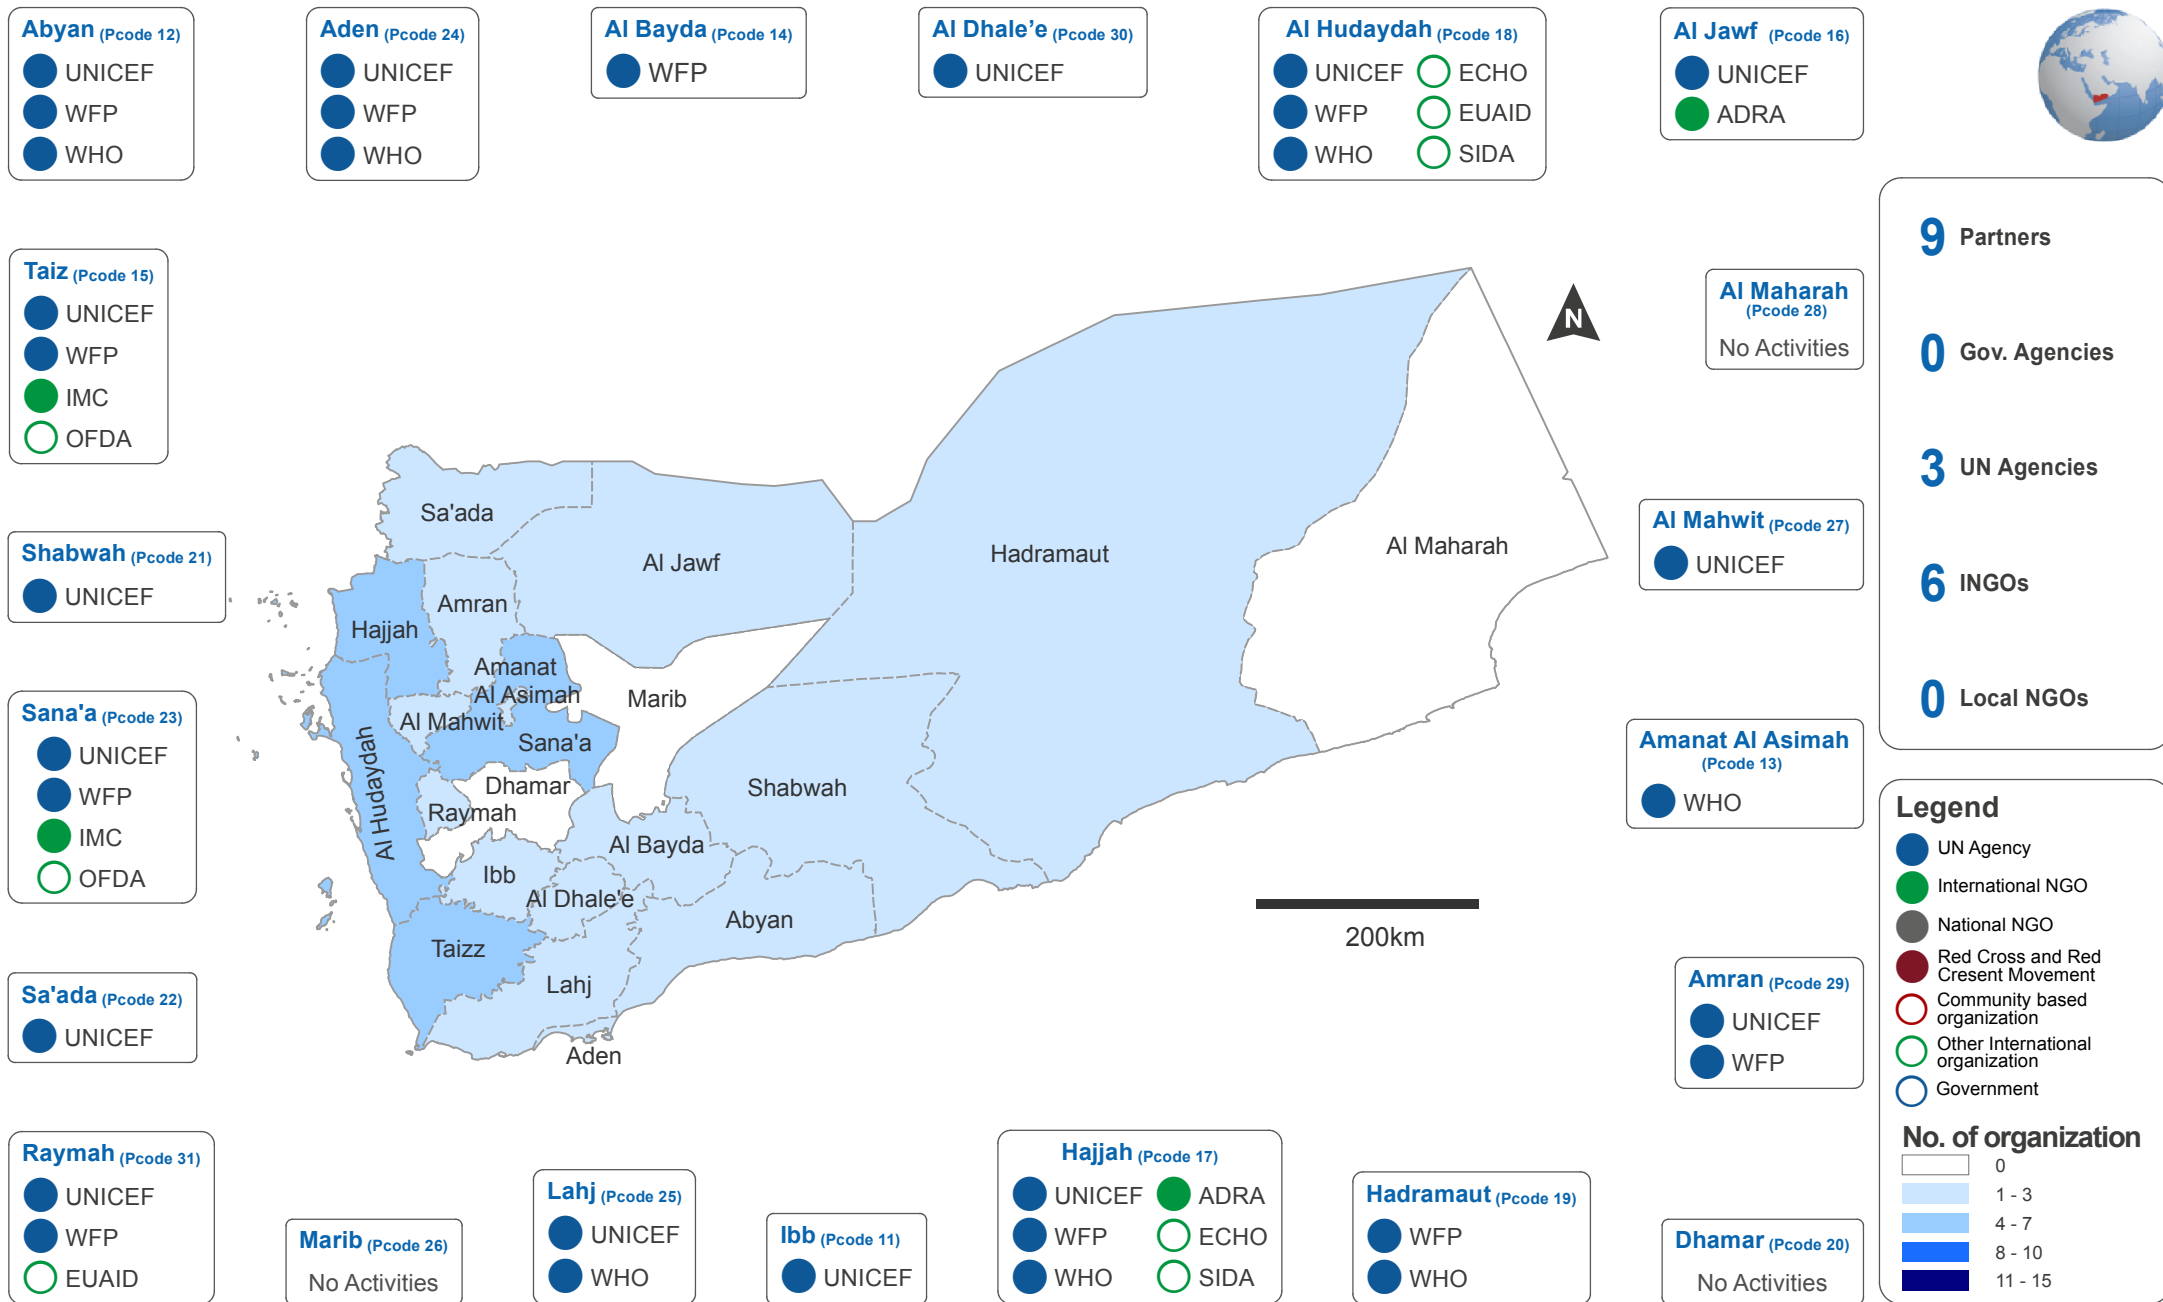 Abyan (Pcode 12)
UNICEF
WFP
WHO
Aden (Pcode 24)
UNICEF
WFP
WHO
Al Bayda (Pcode 14)
WFP
Al Dhale’e (Pcode 30)
UNICEF
Al Hudaydah (Pcode 18)
UNICEF
WFP
WHO
ECHO
EUAID
SIDA
Al Jawf (Pcode 16)
UNICEF
ADRA
9 Partners
0 Gov. Agencies
3 UN Agencies
6 INGOs
0 Local NGOs
Taiz (Pcode 15)
UNICEF
WFP
IMC
OFDA
Al Maharah
(Pcode 28)
No Activities
N
Shabwah (Pcode 21)
UNICEF
Al Mahwit (Pcode 27)
UNICEF
Sana'a (Pcode 23)
UNICEF
WFP
IMC
OFDA
Amanat Al Asimah
(Pcode 13)
WHO
Sa'ada
Al Jawf
Hadramaut
Al Maharah
Amran
Hajjah
Amanat
Al Asimah
Marib
Al Mahwit
Sana'a
Al Hudaydah
Dhamar
Raymah
Shabwah
Al Bayda
Ibb
Al Dhale'e
Abyan
Taizz
Lahj
Aden
200km
Sa'ada (Pcode 22)
UNICEF
Amran (Pcode 29)
UNICEF
WFP
Legend
UN Agency
International NGO
National NGO
Red Cross and Red
Cresent Movement
Community based
organization
Other International
organization
Government
No. of organization
0
1 - 3
4 - 7
8 - 10
11 - 15
Raymah (Pcode 31)
UNICEF
WFP
EUAID
Marib (Pcode 26)
No Activities
Lahj (Pcode 25)
UNICEF
WHO
Ibb (Pcode 11)
UNICEF
Hajjah (Pcode 17)
UNICEF
WFP
WHO
ADRA
ECHO
SIDA
Hadramaut (Pcode 19)
WFP
WHO
Dhamar (Pcode 20)
No Activities